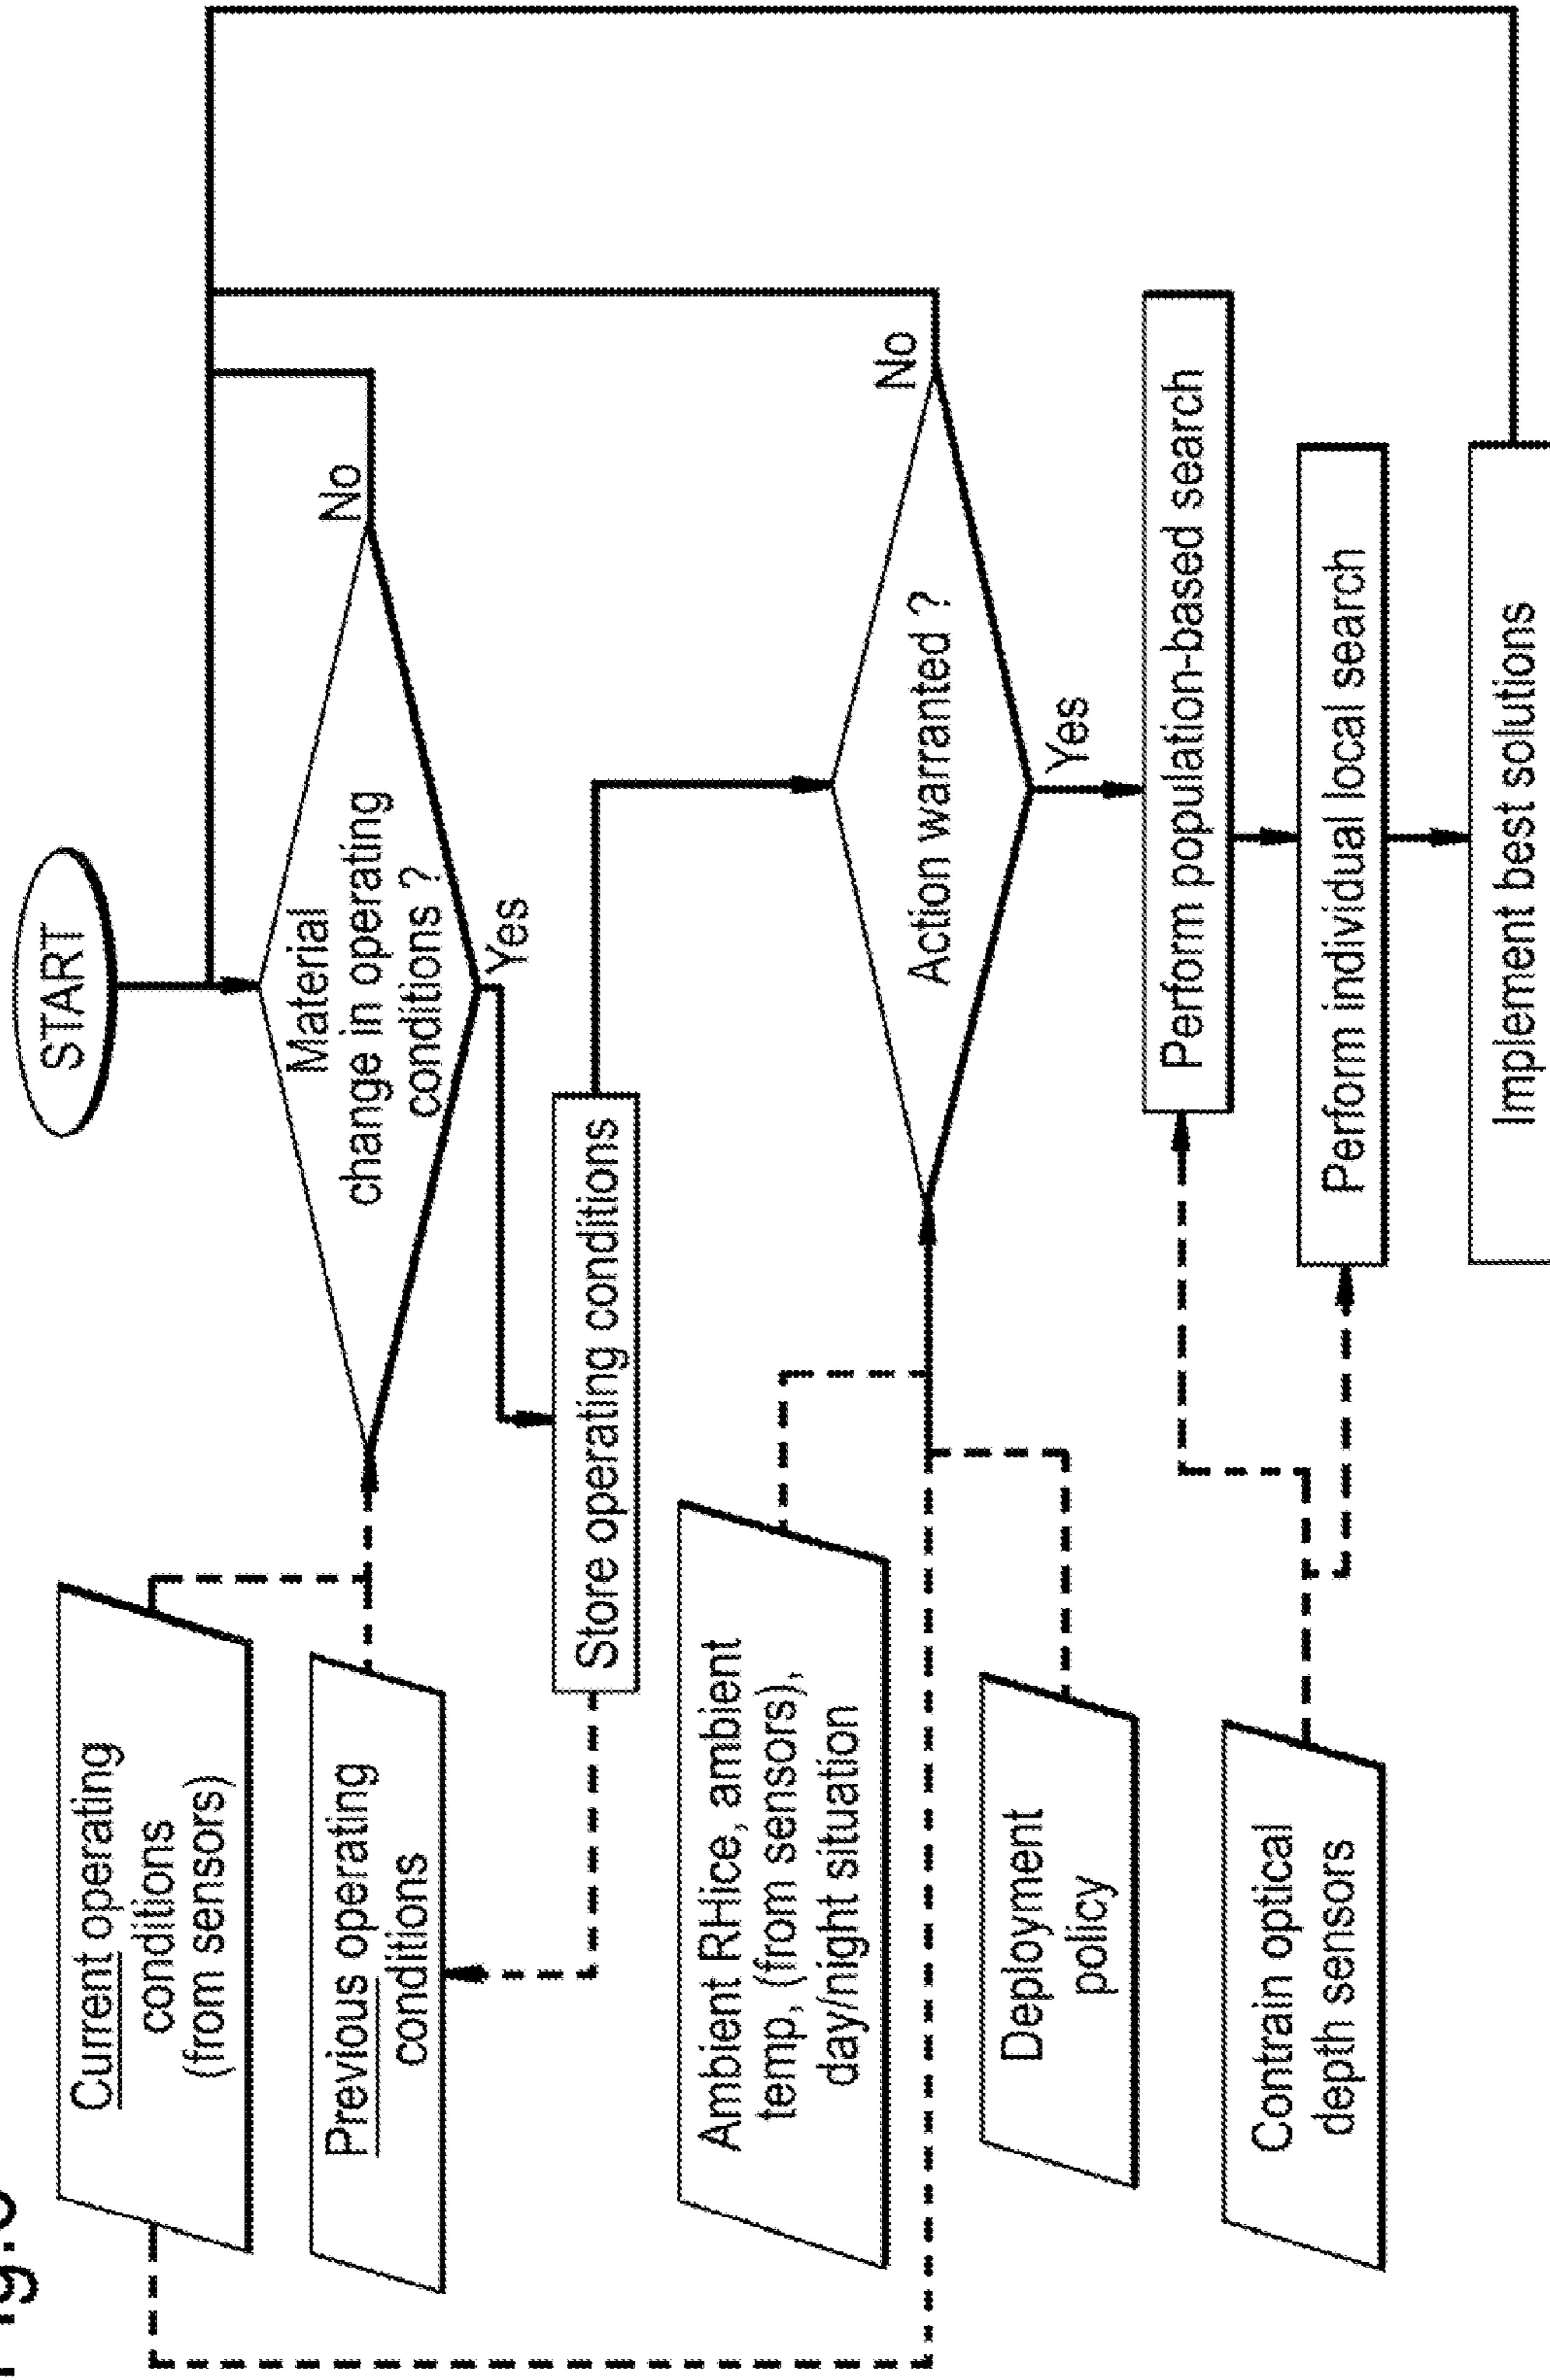 START
Current operating
conditions
(from sensors)
Material
change in operating
conditions ?
No
Yes
Previous operating
conditions
Store operating conditions
Ambient RHice, ambient
temp, (from sensors),
day/night situation
Action warranted ?
No
Yes
Deployment
policy
Perform population-based search
Contrain optical
depth sensors
Perform individual local search
Implement best solutions